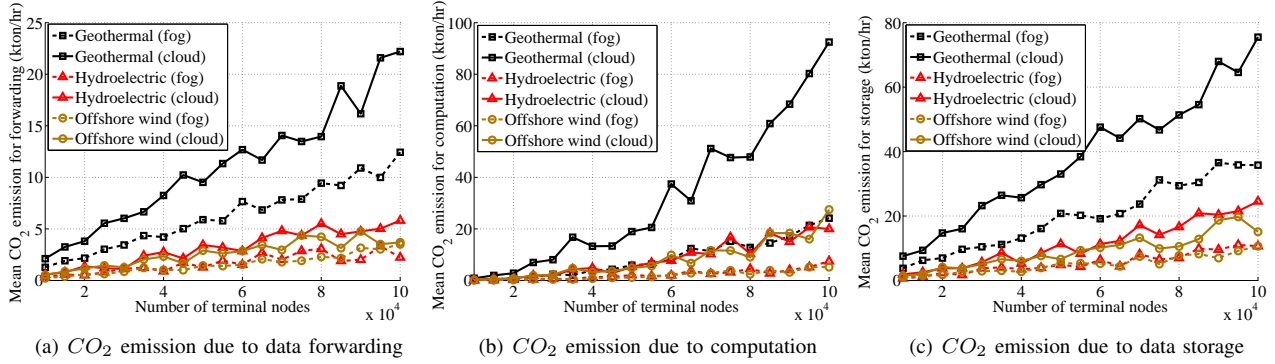 Mean CO2 emission for forwarding (kton/hr)
25
20
15
10
5
0
Geothermal (fog)
Geothermal (cloud)
Hydroelectric (fog)
Hydroelectric (cloud)
Offshore wind (fog)
Offshore wind (cloud)
2 4 6 8 10
Number of terminal nodes
x 10^4
(a) CO2 emission due to data forwarding
Mean CO2 emission for computation (kton/hr)
100
80
60
40
20
Geothermal (fog)
Geothermal (cloud)
Hydroelectric (fog)
Hydroelectric (cloud)
Offshore wind (fog)
Offshore wind (cloud)
2 4 6 8 10
Number of terminal nodes
x 10^4
(b) CO2 emission due to computation
Mean CO2 emission for storage (kton/hr)
80
60
40
20
0
Geothermal (fog)
Geothermal (cloud)
Hydroelectric (fog)
Hydroelectric (cloud)
Offshore wind (fog)
Offshore wind (cloud)
2 4 6 8 10
Number of terminal nodes
x 10^4
(c) CO2 emission due to data storage